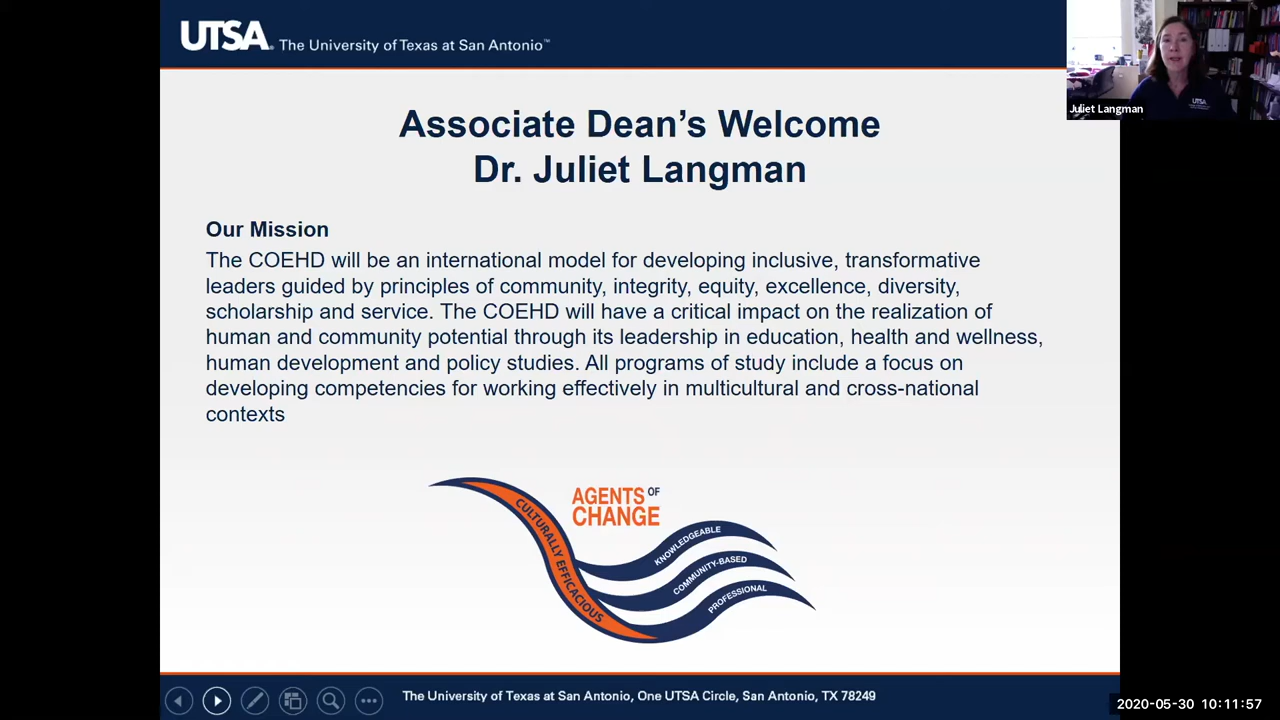 UTSA. The University of Texas at San Antonio™
Juliet Langman
UTSA
Associate Dean's Welcome
Dr. Juliet Langman
Our Mission
The COEHD will be an international model for developing inclusive, transformative
leaders guided by principles of community, integrity, equity, excellence, diversity,
scholarship and service. The COEHD will have a critical impact on the realization of
human and community potential through its leadership in education, health and wellness,
human development and policy studies. All programs of study include a focus on
developing competencies for working effectively in multicultural and cross-national
contexts
AGENTS OF
CHANGE
CULTURALLY EFFICACIOUS
KNOWLEDGEABLE
COMMUNITY-BASED
PROFESSIONAL
The University of Texas at San Antonio, One UTSA Circle, San Antonio, TX 78249
2020-05-30 10:11:57